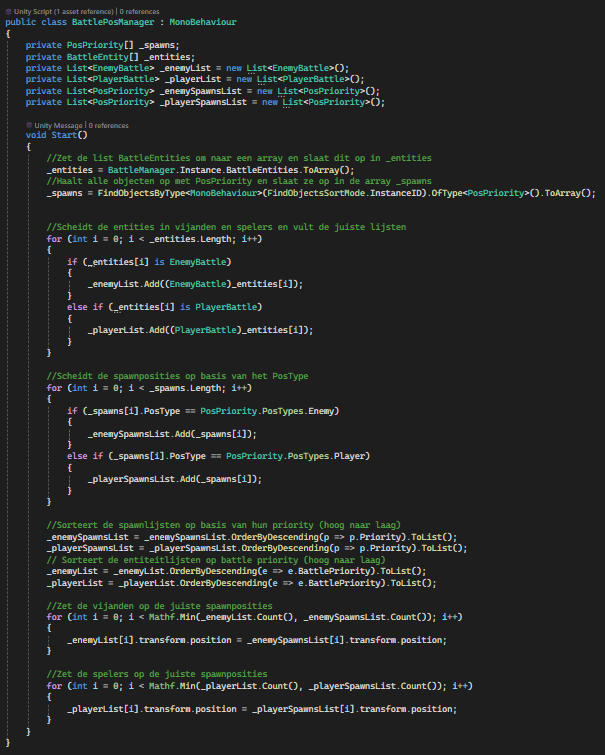 Unity Script (1 asset reference) | 0 references
public class BattlePosManager : MonoBehaviour
{
    private PosPriority[] _spawns;
    private BattleEntity[] _entities;
    private List<EnemyBattle> _enemyList = new List<EnemyBattle>();
    private List<PlayerBattle> _playerList = new List<PlayerBattle>();
    private List<PosPriority> _enemySpawnsList = new List<PosPriority>();
    private List<PosPriority> _playerSpawnsList = new List<PosPriority>();

    Unity Message | 0 references
    void Start()
    {
        //Zet de list BattleEntities om naar een array en slaat dit op in _entities
        _entities = BattleManager.Instance.BattleEntities.ToArray();
        //Haalt alle objecten op met PosPriority en slaat ze op in de array _spawns
        _spawns = FindObjectsByType<MonoBehaviour>(FindObjectsSortMode.InstanceID).OfType<PosPriority>().ToArray();

        //Scheidt de entities in vijanden en spelers en vult de juiste lijsten
        for (int i = 0; i < _entities.Length; i++)
        {
            if (_entities[i] is EnemyBattle)
            {
                _enemyList.Add((EnemyBattle)_entities[i]);
            }
            else if (_entities[i] is PlayerBattle)
            {
                _playerList.Add((PlayerBattle)_entities[i]);
            }
        }

        //Scheidt de spawnposities op basis van het PosType
        for (int i = 0; i < _spawns.Length; i++)
        {
            if (_spawns[i].PosType == PosPriority.PosTypes.Enemy)
            {
                _enemySpawnsList.Add(_spawns[i]);
            }
            else if (_spawns[i].PosType == PosPriority.PosTypes.Player)
            {
                _playerSpawnsList.Add(_spawns[i]);
            }
        }

        //Sorteert de spawnlijsten op basis van hun priority (hoog naar laag)
        _enemySpawnsList = _enemySpawnsList.OrderByDescending(p => p.Priority).ToList();
        _playerSpawnsList = _playerSpawnsList.OrderByDescending(p => p.Priority).ToList();
        // Sorteert de entiteitlijsten op battle priority (hoog naar laag)
        _enemyList = _enemyList.OrderByDescending(e => e.BattlePriority).ToList();
        _playerList = _playerList.OrderByDescending(e => e.BattlePriority).ToList();

        //Zet de vijanden op de juiste spawnposities
        for (int i = 0; i < Mathf.Min(_enemyList.Count(), _enemySpawnsList.Count()); i++)
        {
            _enemyList[i].transform.position = _enemySpawnsList[i].transform.position;
        }

        //Zet de spelers op de juiste spawnposities
        for (int i = 0; i < Mathf.Min(_playerList.Count(), _playerSpawnsList.Count()); i++)
        {
            _playerList[i].transform.position = _playerSpawnsList[i].transform.position;
        }
    }
}